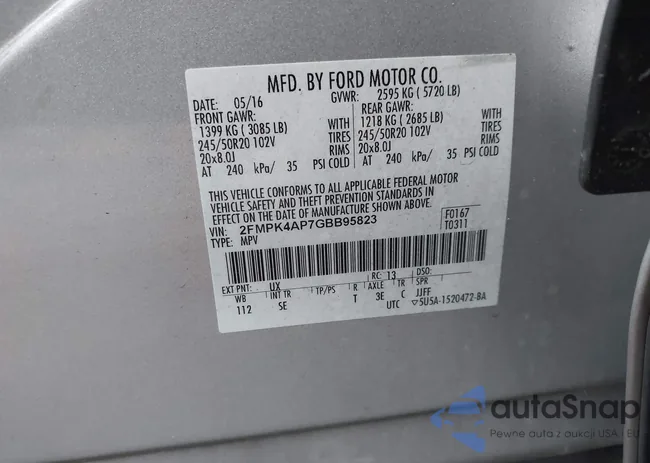 MFD. BY FORD MOTOR CO.
DATE: 05/16 GVWR: 2595 KG ( 5720 LB)
FRONT GAWR: REAR GAWR:
1399 KG ( 3085 LB) WITH 1218 KG ( 2685 LB) WITH
245/50R20 102V TIRES 245/50R20 102V TIRES
20x8.0J RIMS 20x8.0J RIMS
AT 240 kPa/ 35 PSI COLD AT 240 kPa/ 35 PSI COLD
THIS VEHICLE CONFORMS TO ALL APPLICABLE FEDERAL MOTOR
VEHICLE SAFETY AND THEFT PREVENTION STANDARDS IN
EFFECT ON THE DATE OF MANUFACTURE SHOWN ABOVE.
VIN: 2FMPK4AP7GBB95823 F0167
TYPE: MPV T0311
EXT PNT: UX RC: 13 DSO:
WB INT TR TP/PS R AXLE TR SPR
112 SE T 3E C JJFF
UTC ▽5U5A-1520472-BA
autaSnap
Pewne auta z aukcji USA i EU